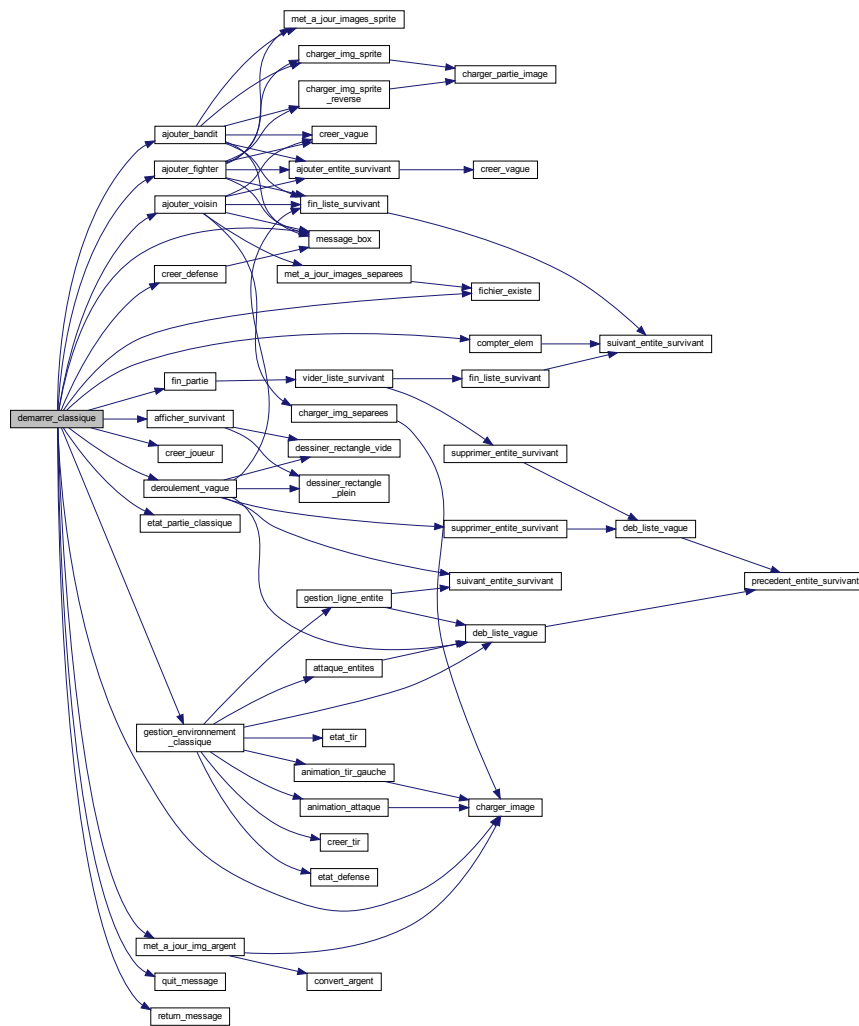 met_a_jour_images_sprite
charger_img_sprite
charger_partie_image
charger_img_sprite
_reverse
ajouter_bandit
creer_vague
ajouter_fighter
ajouter_entite_survivant
creer_vague
ajouter_voisin
fin_liste_survivant
message_box
creer_defense
met_a_jour_images_separees
fichier_existe
compter_elem
suivant_entite_survivant
fin_partie
vider_liste_survivant
fin_liste_survivant
demarrer_classique
afficher_survivant
charger_img_separees
creer_joueur
dessiner_rectangle_vide
supprimer_entite_survivant
deroulement_vague
dessiner_rectangle
_plein
etat_partie_classique
supprimer_entite_survivant
deb_liste_vague
suivant_entite_survivant
precedent_entite_survivant
gestion_ligne_entite
deb_liste_vague
attaque_entites
gestion_environnement
_classique
etat_tir
animation_tir_gauche
animation_attaque
charger_image
creer_tir
etat_defense
met_a_jour_img_argent
quit_message
convert_argent
return_message